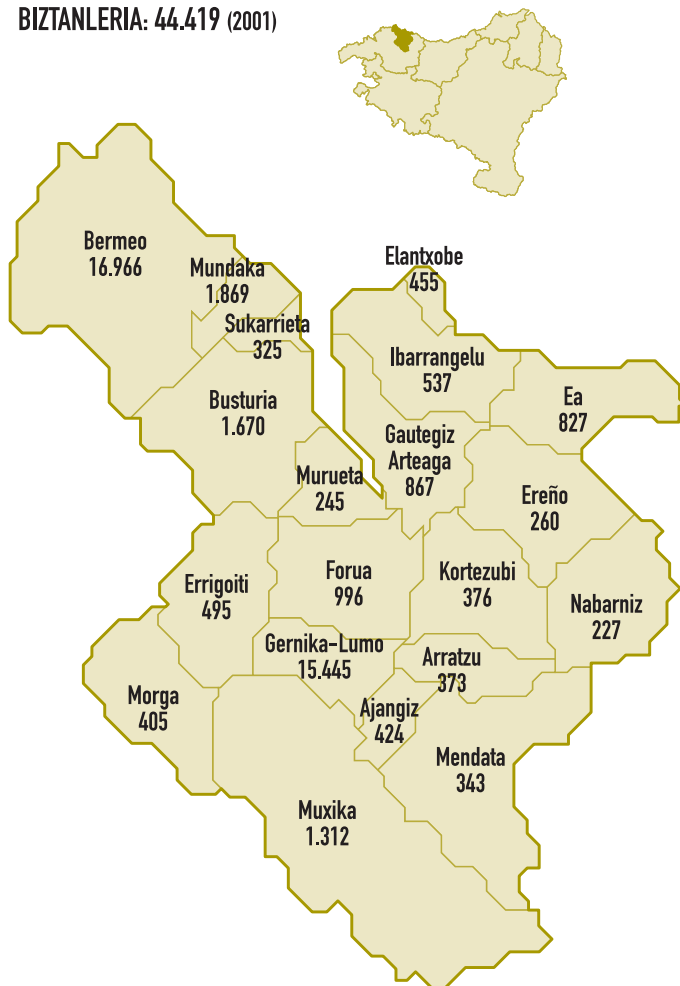 BIZTANLERIA: 44.419 (2001)
Bermeo
16.966
Mundaka
1.869
Elantxobe
455
Sukarrieta
325
Ibarrangelu
537
Busturia
1.670
Ea
827
Gautegiz
Arteaga
867
Murueta
245
Ereño
260
Errigoiti
495
Forua
996
Kortezubi
376
Nabarniz
227
Gernika-Lumo
15.445
Arratzu
373
Morga
405
Ajangiz
424
Mendata
343
Muxika
1.312